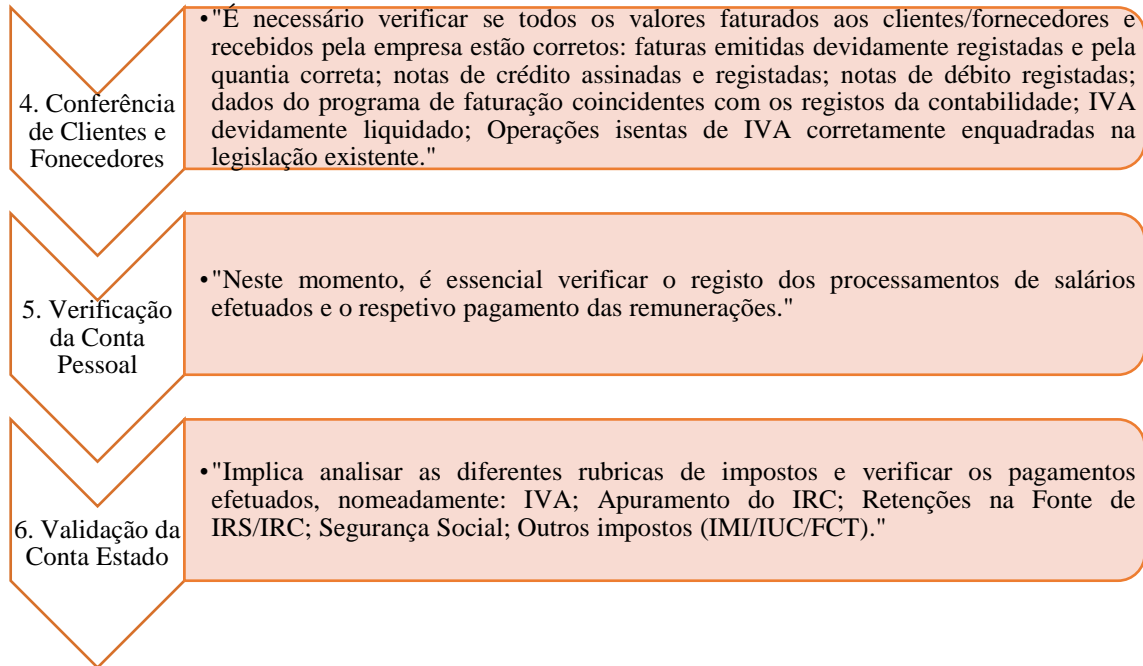 4. Conferência
de Clientes e
Fonecedores
•"É necessário verificar se todos os valores faturados aos clientes/fornecedores e
recebidos pela empresa estão corretos: faturas emitidas devidamente registadas e pela
quantia correta; notas de crédito assinadas e registadas; notas de débito registadas;
dados do programa de faturação coincidentes com os registos da contabilidade; IVA
devidamente liquidado; Operações isentas de IVA corretamente enquadradas na
legislação existente."
5. Verificação
da Conta
Pessoal
•"Neste momento, é essencial verificar o registo dos processamentos de salários
efetuados e o respetivo pagamento das remunerações."
6. Validação da
Conta Estado
•"Implica analisar as diferentes rubricas de impostos e verificar os pagamentos
efetuados, nomeadamente: IVA; Apuramento do IRC; Retenções na Fonte de
IRS/IRC; Segurança Social; Outros impostos (IMI/IUC/FCT)."